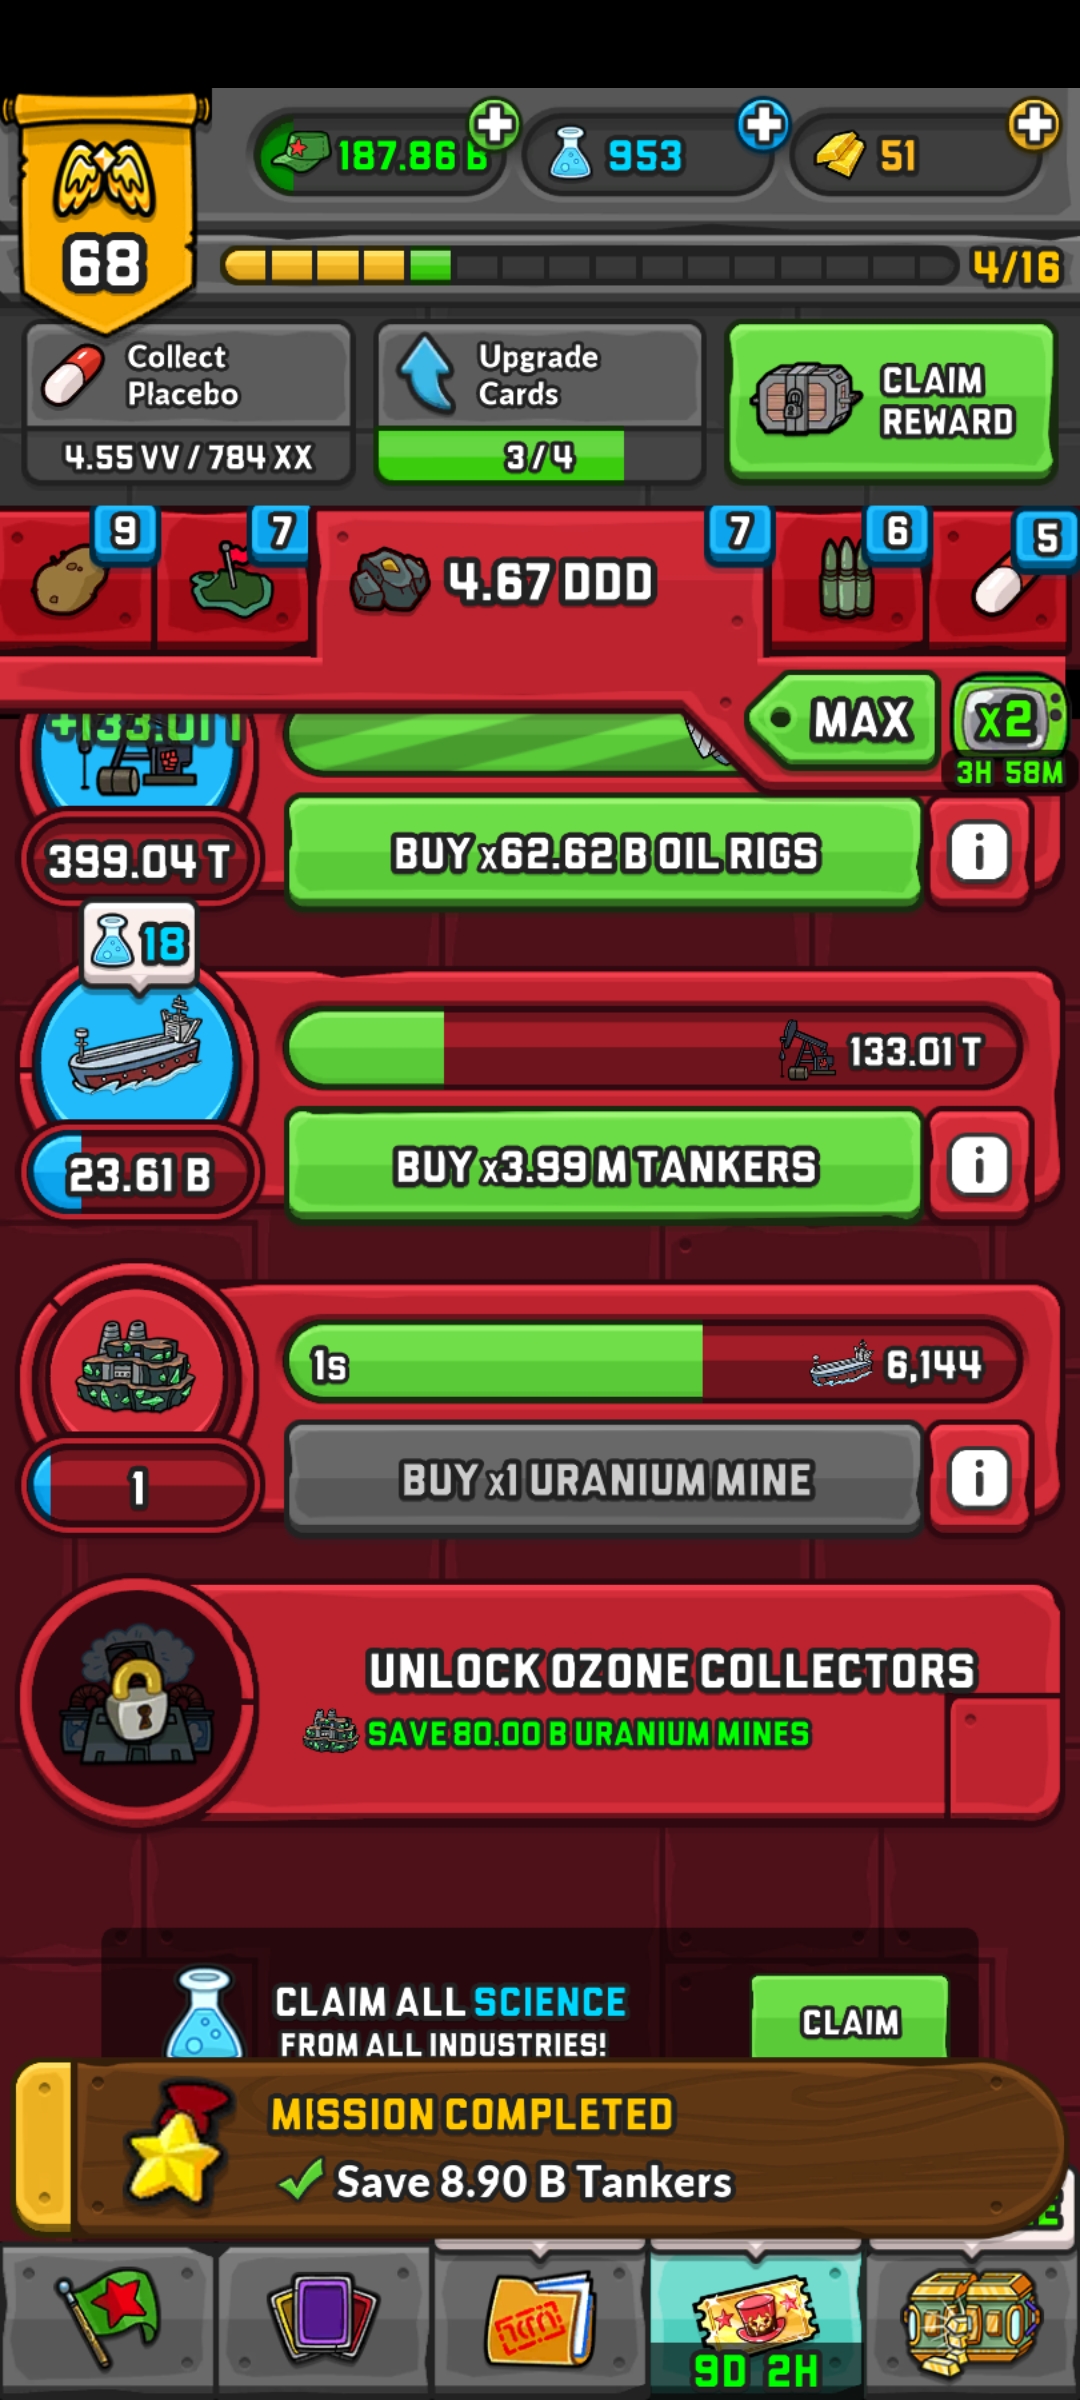 187.86 B
953
51
68
4/16
Collect
Placebo
4.55 VV / 784 XX
Upgrade
Cards
3/4
CLAIM
REWARD
9
7
4.67 DDD
7
6
5
MAX
x2
3H 58M
+133.01 T
399.04 T
BUY x62.62 B OIL RIGS
i
18
133.01 T
23.61 B
BUY x3.99 M TANKERS
i
1s
6,144
1
BUY x1 URANIUM MINE
i
UNLOCK OZONE COLLECTORS
SAVE 80.00 B URANIUM MINES
CLAIM ALL SCIENCE
FROM ALL INDUSTRIES!
CLAIM
MISSION COMPLETED
Save 8.90 B Tankers
9D 2H